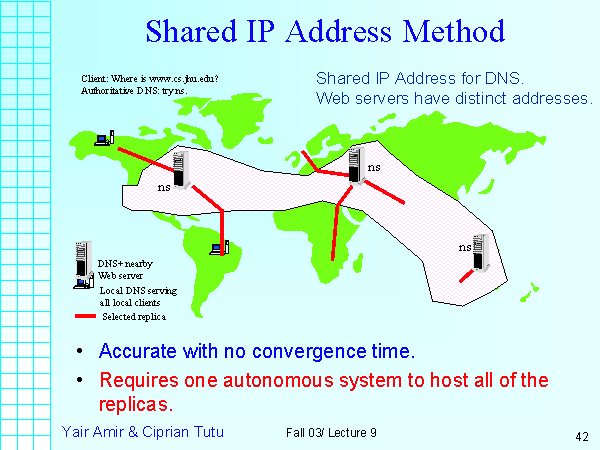 Shared IP Address Method
Client: Where is www.cs.jhu.edu?
Authoritative DNS: try ns.
Shared IP Address for DNS.
Web servers have distinct addresses.
ns
ns
ns
DNS+ nearby
Web server
Local DNS serving
all local clients
Selected replica
• Accurate with no convergence time.
• Requires one autonomous system to host all of the
replicas.
Yair Amir & Ciprian Tutu
Fall 03/ Lecture 9
42